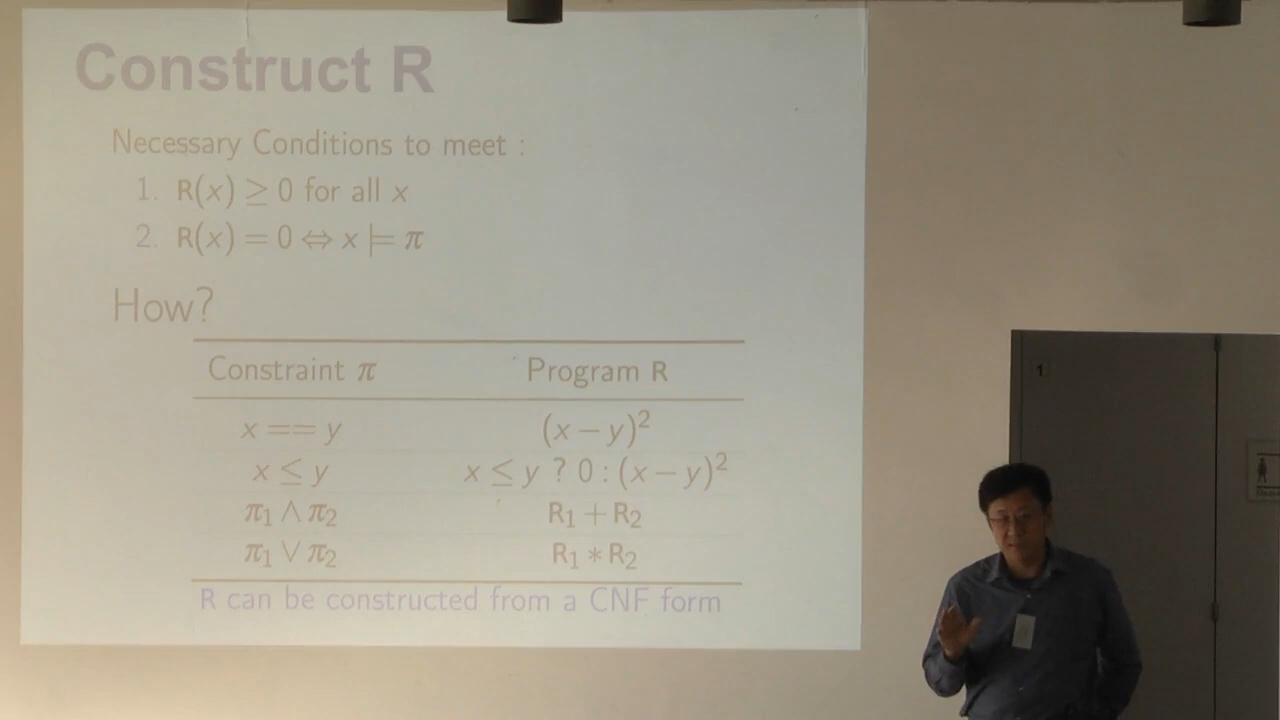 Construct R
Necessary Conditions to meet :
1. R(x) ≥ 0 for all x
2. R(x) = 0 ⇔ x ⊨ π
How?
Constraint π Program R
x == y (x − y)²
x ≤ y x ≤ y ? 0 : (x − y)²
π₁ ∧ π₂ R₁ + R₂
π₁ ∨ π₂ R₁ ∗ R₂
R can be constructed from a CNF form
1